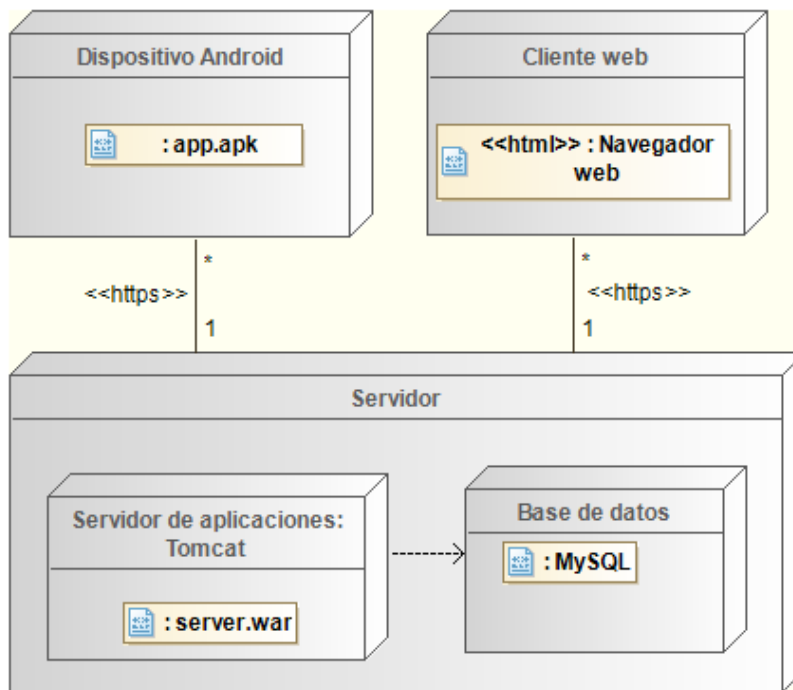 Dispositivo Android
Cliente web
: app.apk
<<html>> : Navegador
web
*
*
<<https>>
<<https>>
1
1
Servidor
Servidor de aplicaciones:
Tomcat
Base de datos
: MySQL
: server.war